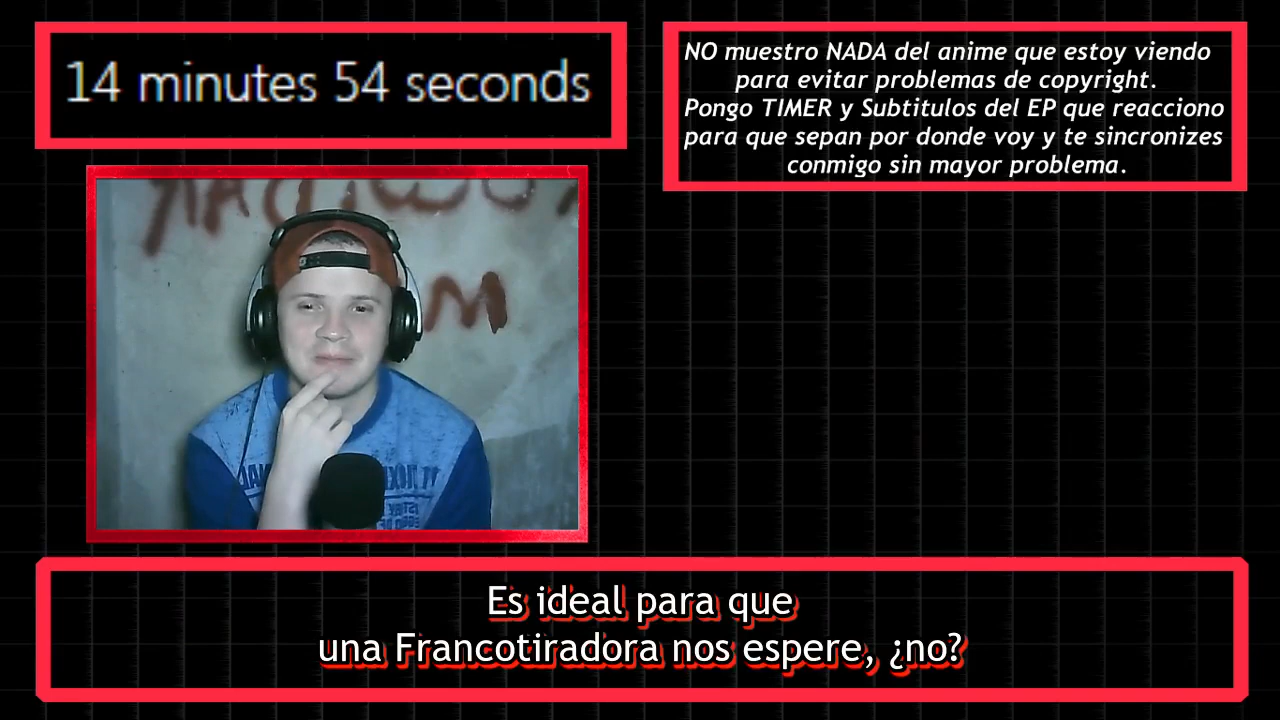 14 minutes 54 seconds
NO muestro NADA del anime que estoy viendo
para evitar problemas de copyright.
Pongo TIMER y Subtitulos del EP que reacciono
para que sepan por donde voy y te sincronizes
conmigo sin mayor problema.
Es ideal para que
una Francotiradora nos espere, ¿no?